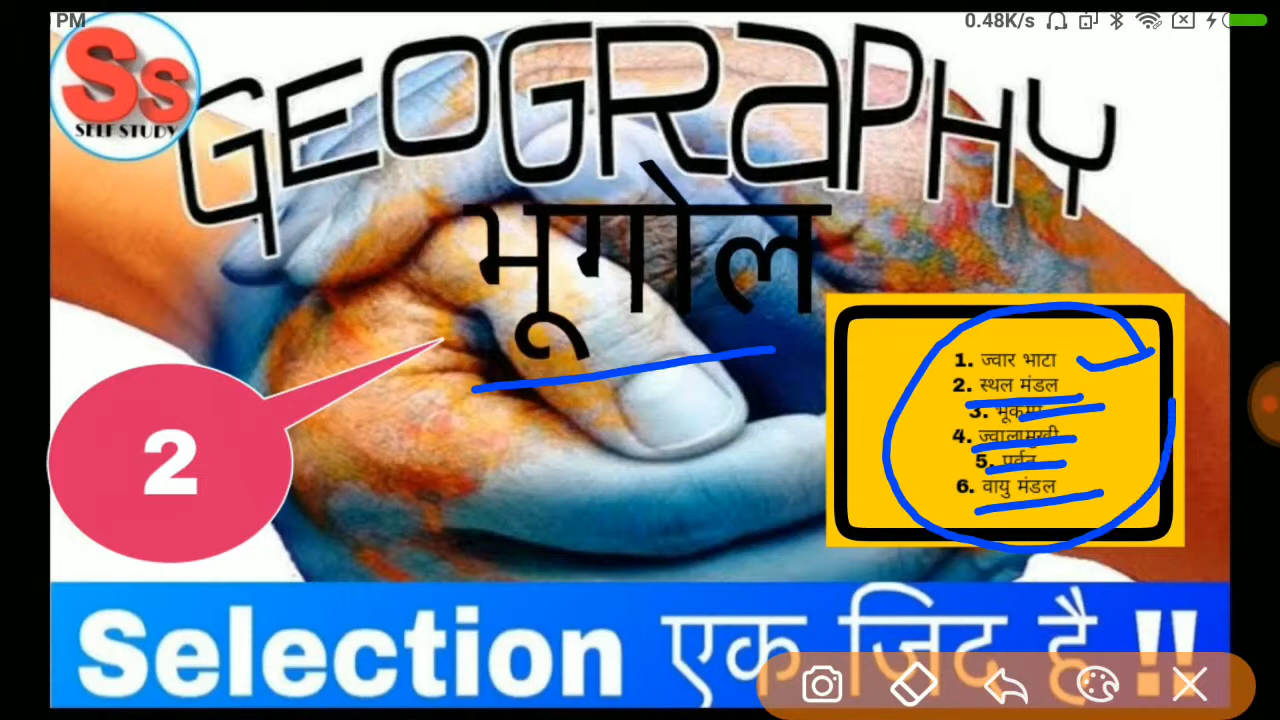 PM
0.48K/s
Ss
SELF STUDY
GEOGRAPHY
भूगोल
1. ज्वार भाटा
2. स्थल मंडल
3. भूकम्प
4. ज्वालामुखी
5. पर्वत
6. वायु मंडल
2
Selection एक जिद है !!